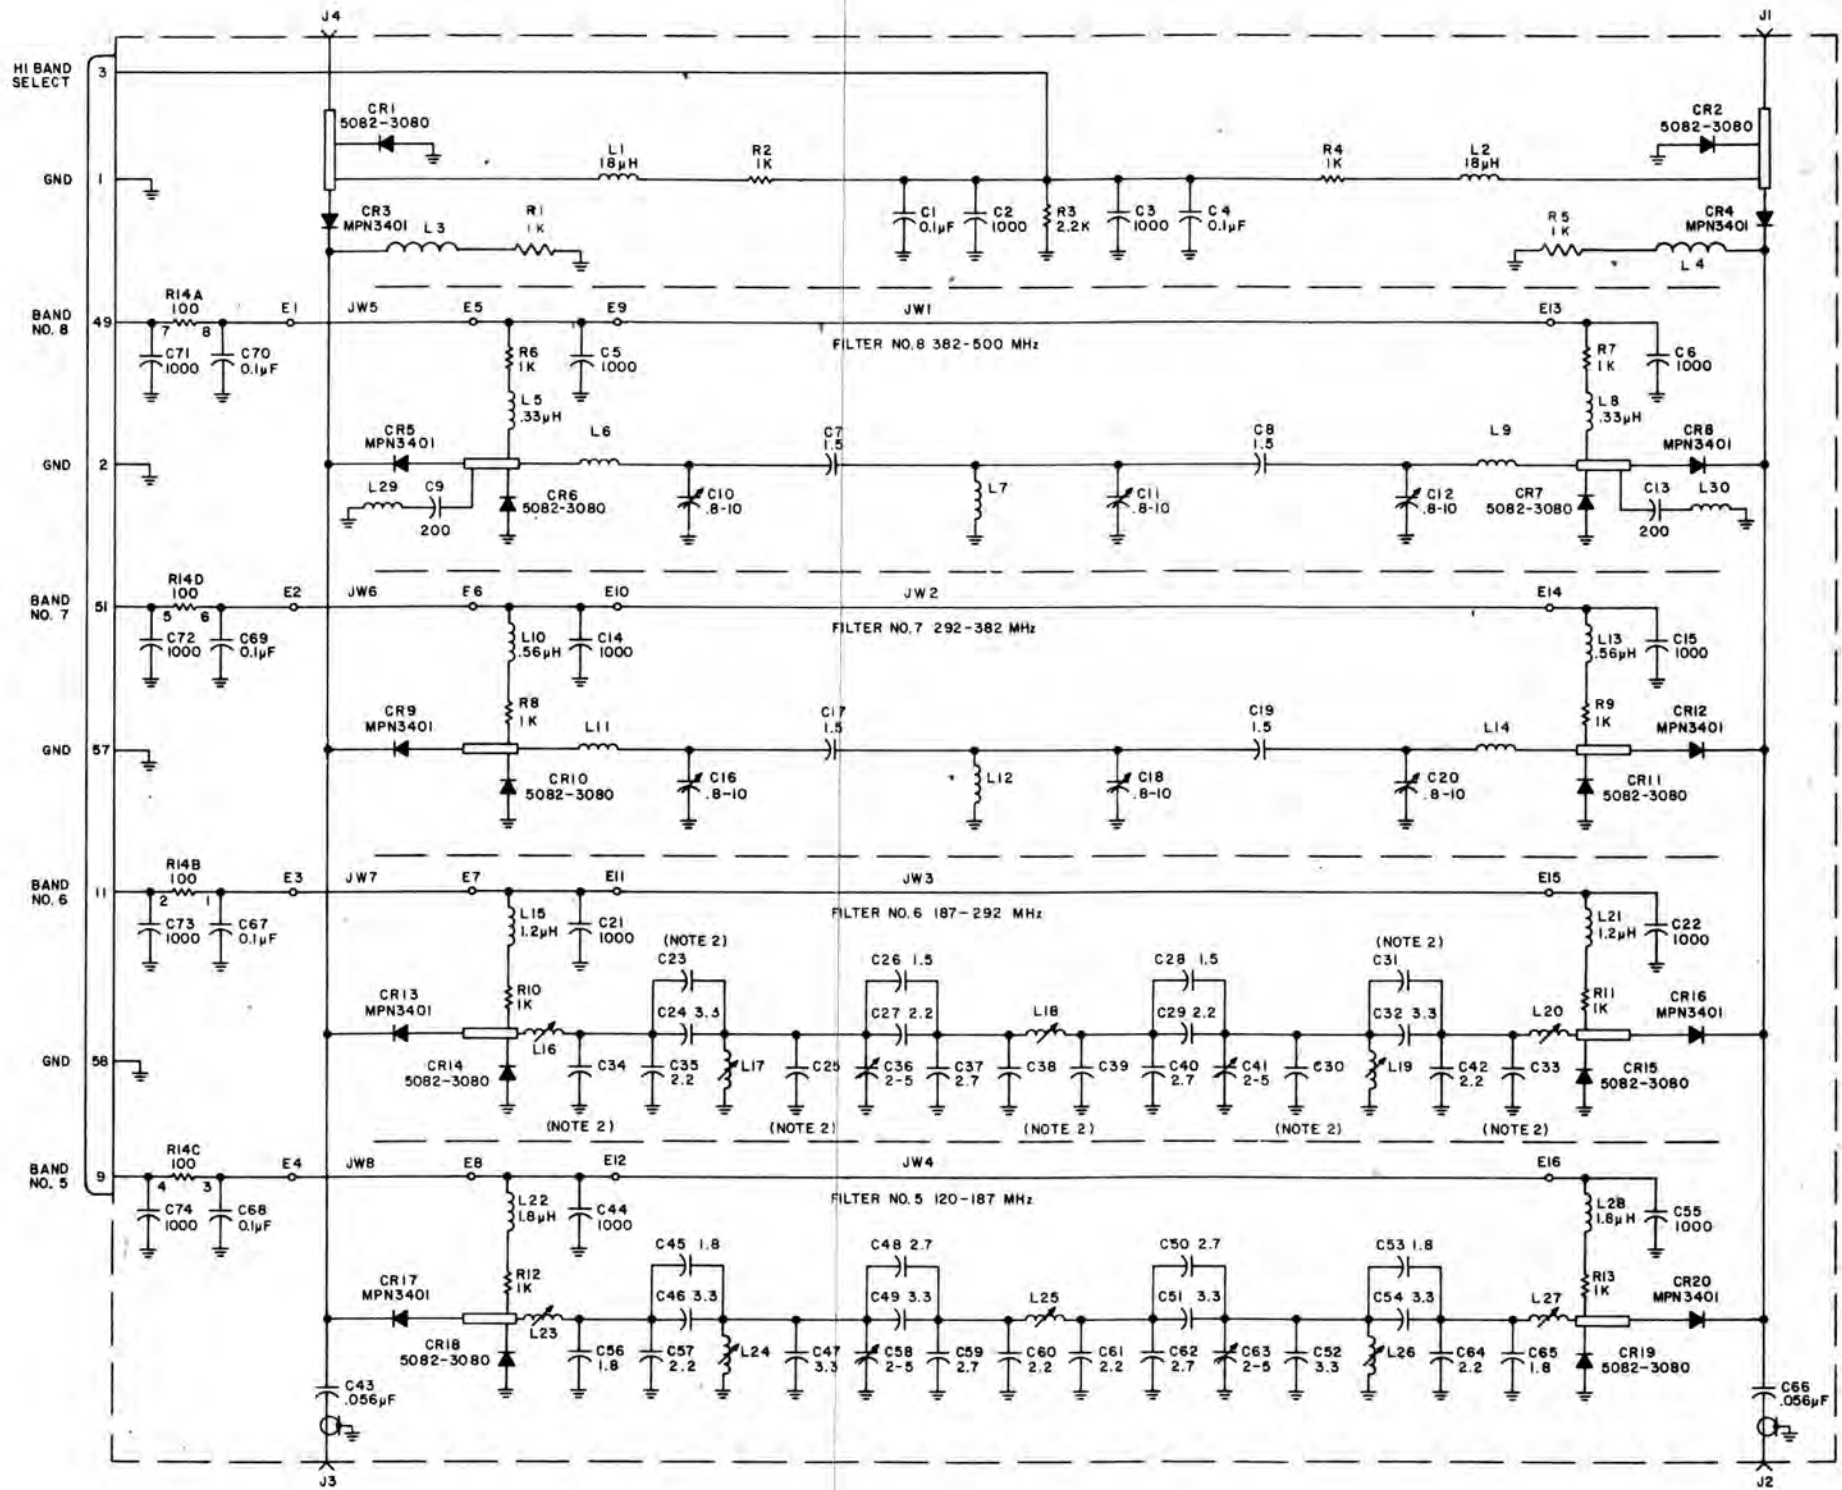 J4
J1
HI BAND
SELECT
3
CR1
5082-3080
CR2
5082-3080
L1
18µH
R2
1K
R4
1K
L2
18µH
GND
1
CR3
MPN3401
L3
R1
1K
C1
0.1µF
C2
1000
R3
2.2K
C3
1000
C4
0.1µF
R5
1K
L4
CR4
MPN3401
BAND
NO. 8
49
R14A
100
7
8
E1
JW5
E5
E9
JW1
E13
C71
1000
C70
0.1µF
R6
1K
C5
1000
FILTER NO. 8 382-500 MHz
R7
1K
C6
1000
L5
.33µH
L8
.33µH
CR5
MPN3401
L6
C7
1.5
C8
1.5
L9
CR8
MPN3401
GND
2
L29
C9
200
CR6
5082-3080
C10
.8-10
L7
C11
.8-10
C12
.8-10
CR7
5082-3080
C13
200
L30
BAND
NO. 7
51
R14D
100
5
6
E2
JW6
E6
E10
JW2
E14
C72
1000
C69
0.1µF
L10
.56µH
C14
1000
FILTER NO. 7 292-382 MHz
L13
.56µH
C15
1000
R8
1K
R9
1K
CR9
MPN3401
L11
C17
1.5
C19
1.5
L14
CR12
MPN3401
GND
57
CR10
5082-3080
C16
.8-10
L12
C18
.8-10
C20
.8-10
CR11
5082-3080
BAND
NO. 6
11
R14B
100
2
1
E3
JW7
E7
E11
JW3
E15
C73
1000
C67
0.1µF
L15
1.2µH
C21
1000
FILTER NO. 6 187-292 MHz
L21
1.2µH
C22
1000
(NOTE 2)
C23
C26 1.5
C28 1.5
(NOTE 2)
C31
CR13
MPN3401
R10
1K
C24 3.3
C27 2.2
L18
C29 2.2
C32 3.3
L20
R11
1K
CR16
MPN3401
GND
58
CR14
5082-3080
L16
C34
C35
2.2
L17
C25
C36
2-5
C37
2.7
C38
C39
C40
2.7
C41
2-5
C30
L19
C42
2.2
C33
CR15
5082-3080
(NOTE 2)
(NOTE 2)
(NOTE 2)
(NOTE 2)
(NOTE 2)
BAND
NO. 5
9
R14C
100
4
3
E4
JW8
E8
E12
JW4
E16
C74
1000
C68
0.1µF
L22
1.8µH
C44
1000
FILTER NO. 5 120-187 MHz
L28
1.8µH
C55
1000
C45 1.8
C48 2.7
C50 2.7
C53 1.8
CR17
MPN3401
R12
1K
C46 3.3
C49 3.3
L25
C51 3.3
C54 3.3
L27
R13
1K
CR20
MPN3401
CR18
5082-3080
L23
C56
1.8
C57
2.2
L24
C47
3.3
C58
2-5
C59
2.7
C60
2.2
C61
2.2
C62
2.7
C63
2-5
C52
3.3
L26
C64
2.2
C65
1.8
CR19
5082-3080
C43
.056µF
C66
.056µF
J3
J2